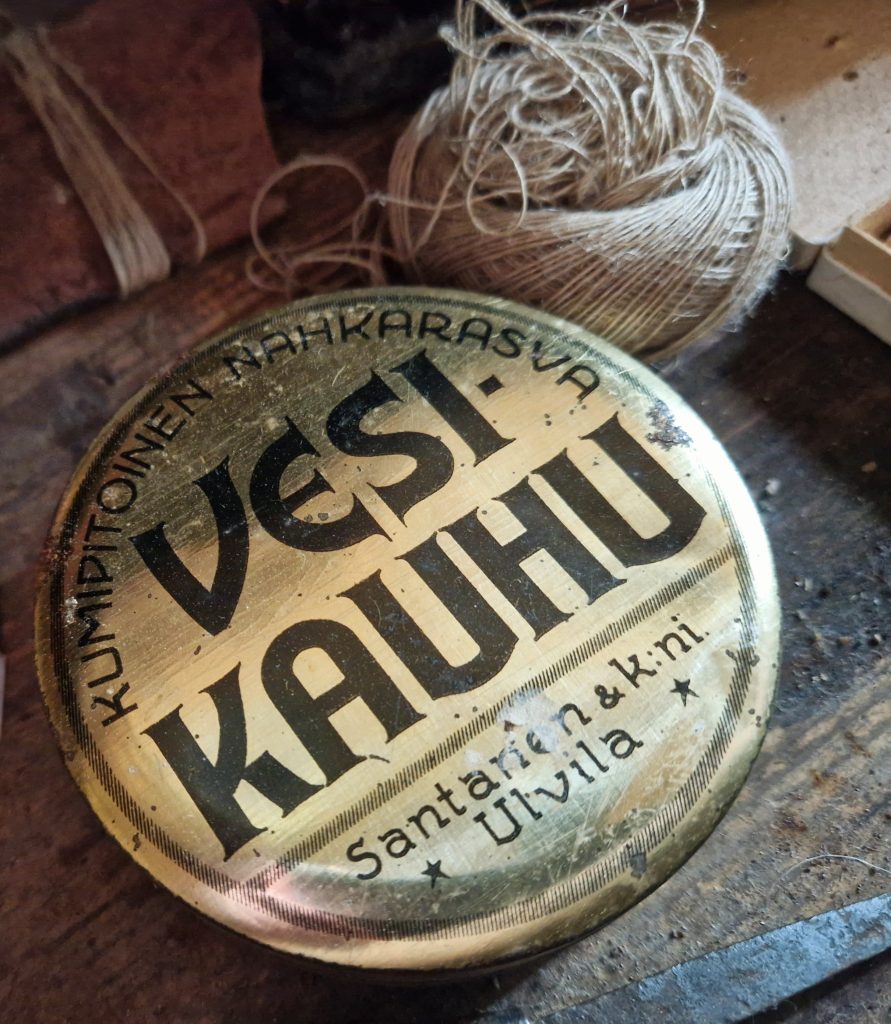 KUMIPITOINEN NAHKARASVA
VESI-
KAUHU
Santanen & k:ni.
Ulvila